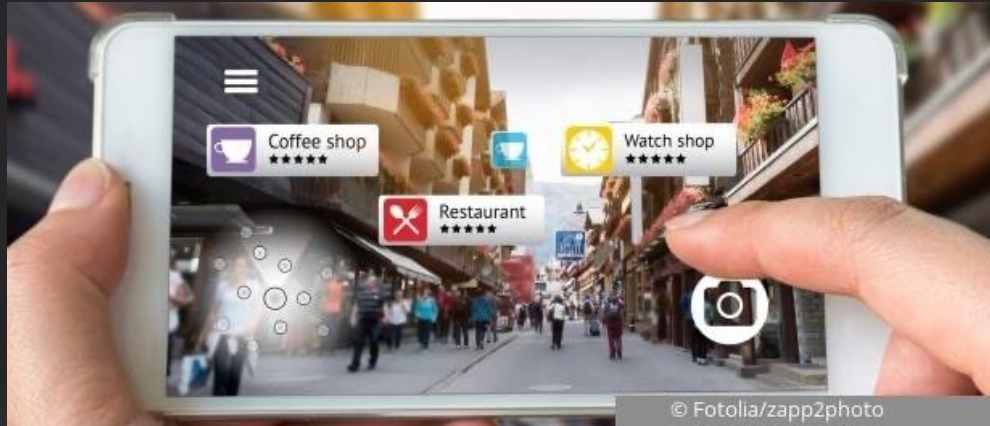 Coffee shop
★★★★★
Watch shop
★★★★★
Restaurant
★★★★★
© Fotolia/zapp2photo